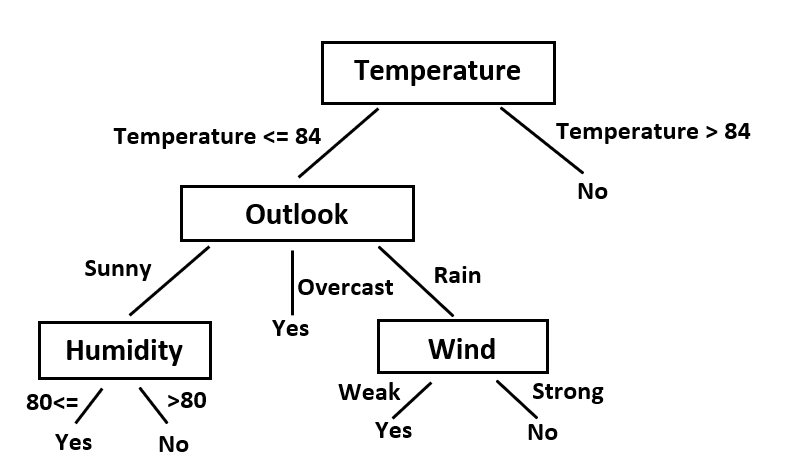 Temperature
Temperature <= 84
Temperature > 84
No
Outlook
Sunny
Overcast
Rain
Yes
Humidity
Wind
80<=
>80
Weak
Strong
Yes
No
Yes
No